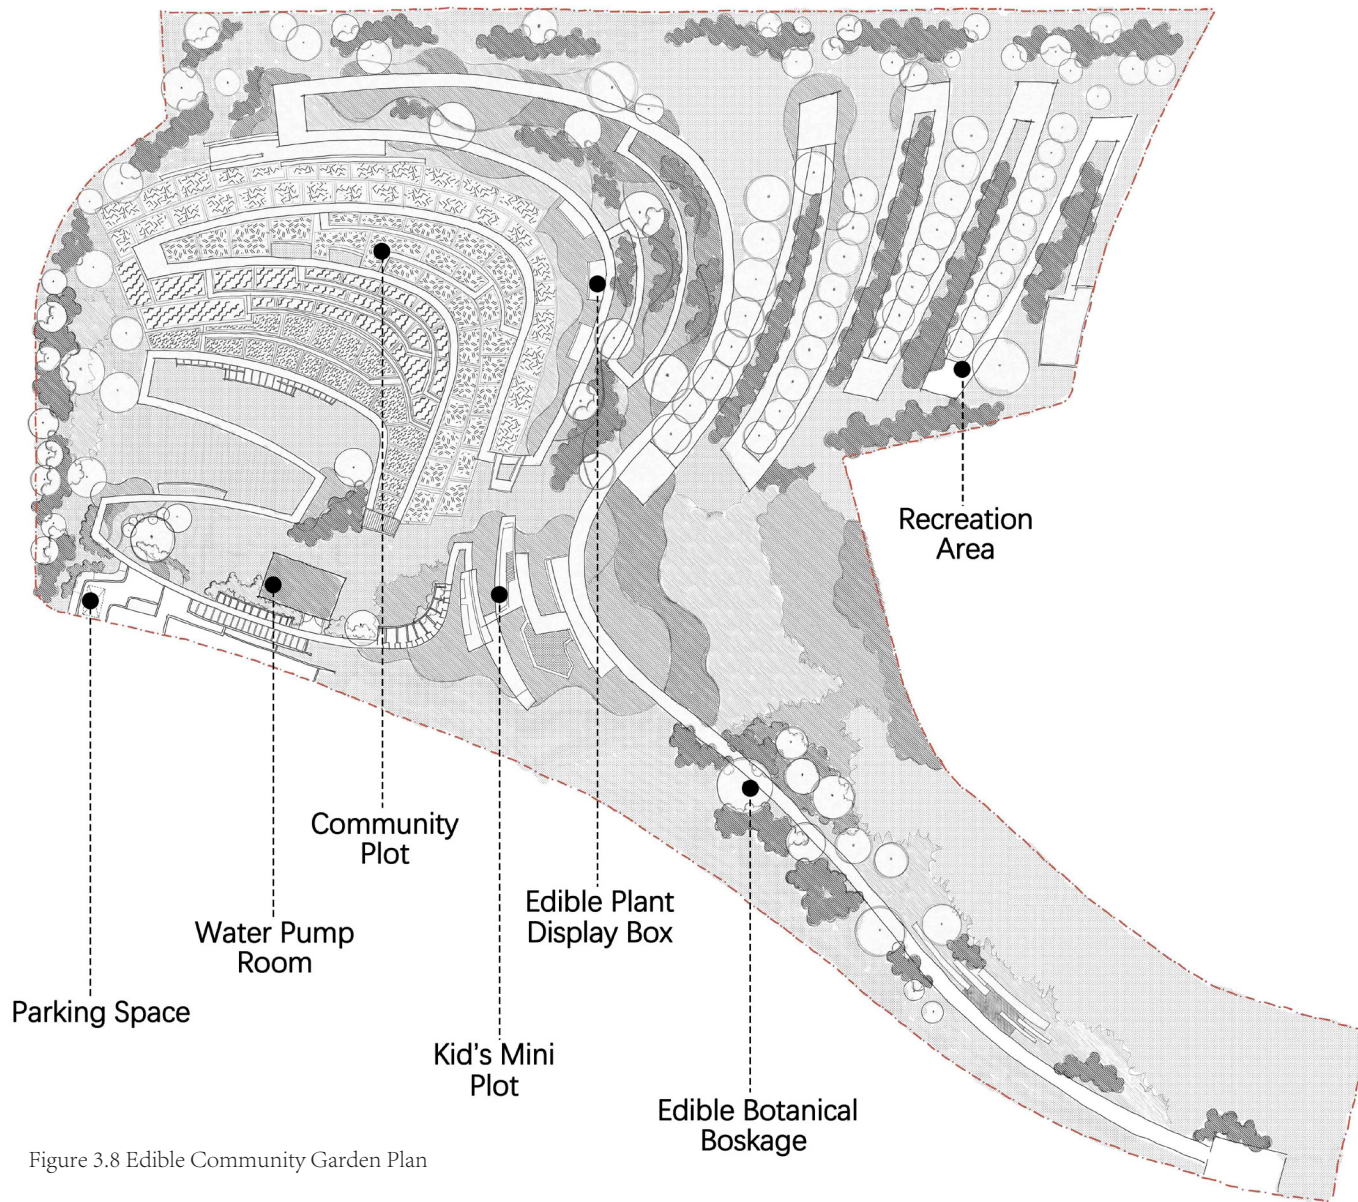 Recreation
Area
Community
Plot
Edible Plant
Display Box
Water Pump
Room
Parking Space
Kid's Mini
Plot
Edible Botanical
Boskage
Figure 3.8 Edible Community Garden Plan